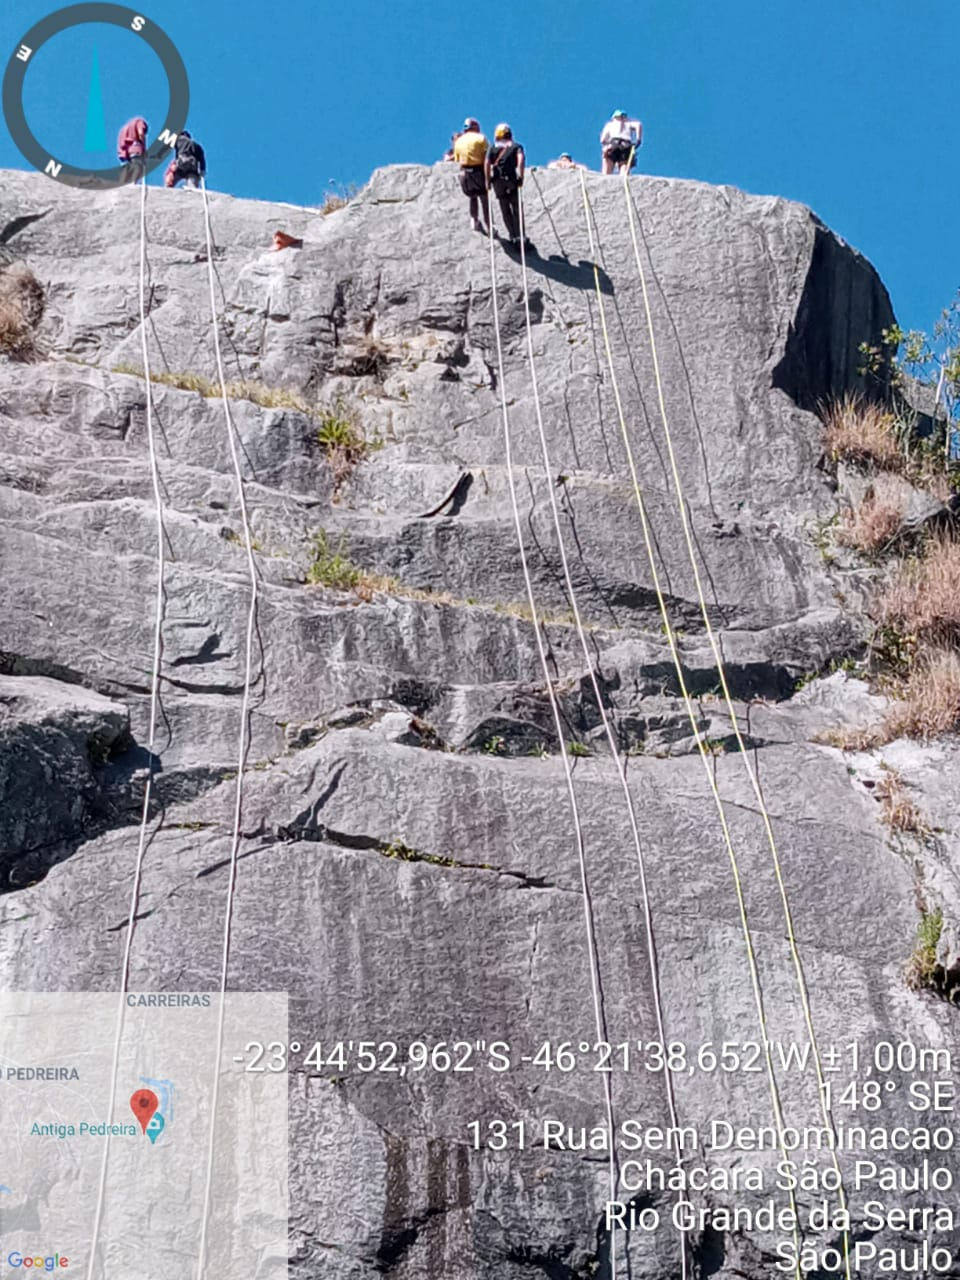 S
E
W
N
CARREIRAS
PEDREIRA
Antiga Pedreira
-23°44'52,962"S -46°21'38,652"W ±1,00m
148° SE
131 Rua Sem Denominacao
Chácara São Paulo
Rio Grande da Serra
São Paulo
Google